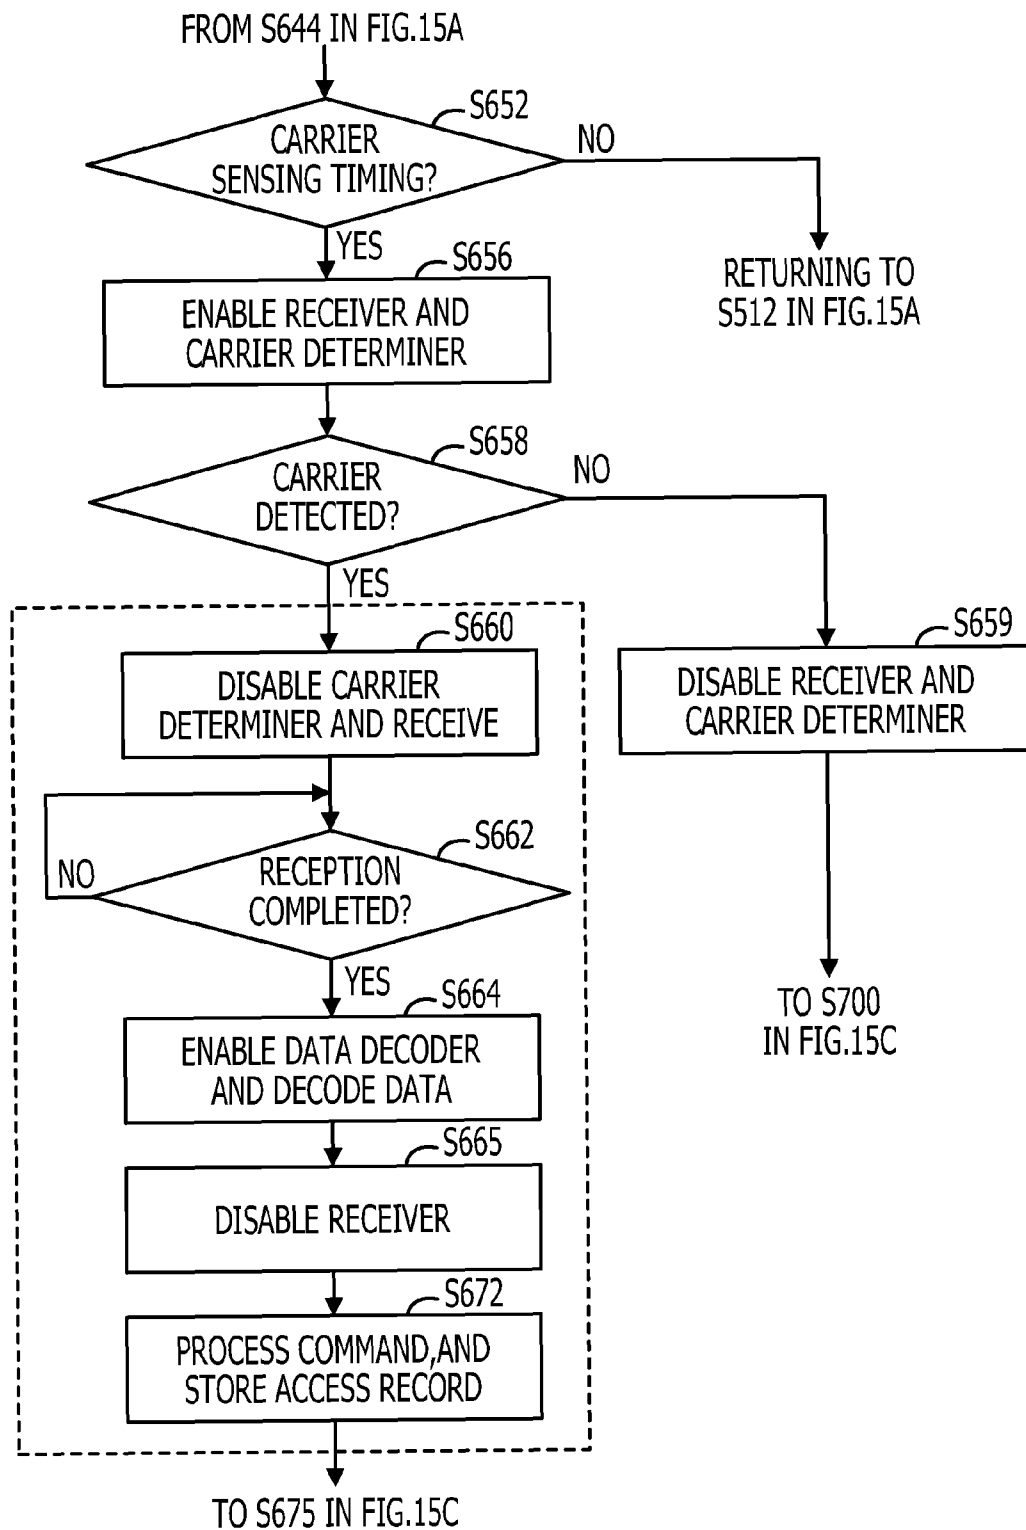 FROM S644 IN FIG.15A
S652
CARRIER
SENSING TIMING?
NO
YES
RETURNING TO
S512 IN FIG.15A
S656
ENABLE RECEIVER AND
CARRIER DETERMINER
S658
CARRIER
DETECTED?
NO
YES
S660
DISABLE CARRIER
DETERMINER AND RECEIVE
S659
DISABLE RECEIVER AND
CARRIER DETERMINER
S662
RECEPTION
COMPLETED?
NO
YES
TO S700
IN FIG.15C
S664
ENABLE DATA DECODER
AND DECODE DATA
S665
DISABLE RECEIVER
S672
PROCESS COMMAND,AND
STORE ACCESS RECORD
TO S675 IN FIG.15C